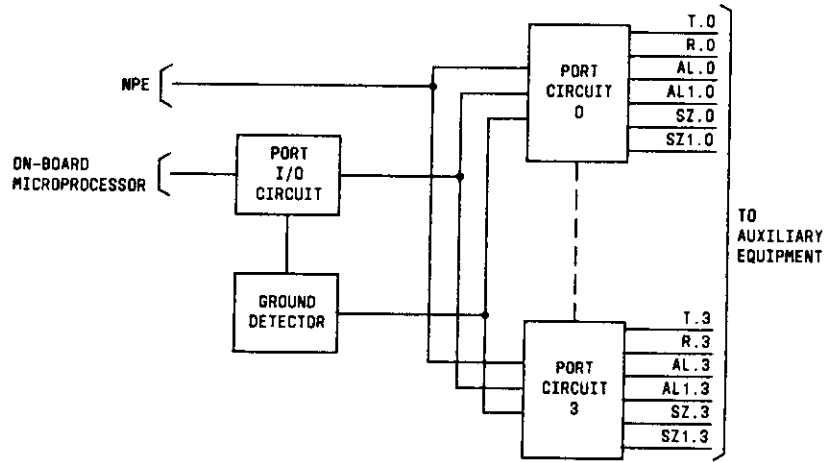 T.0
R.0
AL.0
AL1.0
SZ.0
SZ1.0
PORT
CIRCUIT
0
NPE
ON-BOARD
MICROPROCESSOR
PORT
I/O
CIRCUIT
GROUND
DETECTOR
TO
AUXILIARY
EQUIPMENT
PORT
CIRCUIT
3
T.3
R.3
AL.3
AL1.3
SZ.3
SZ1.3